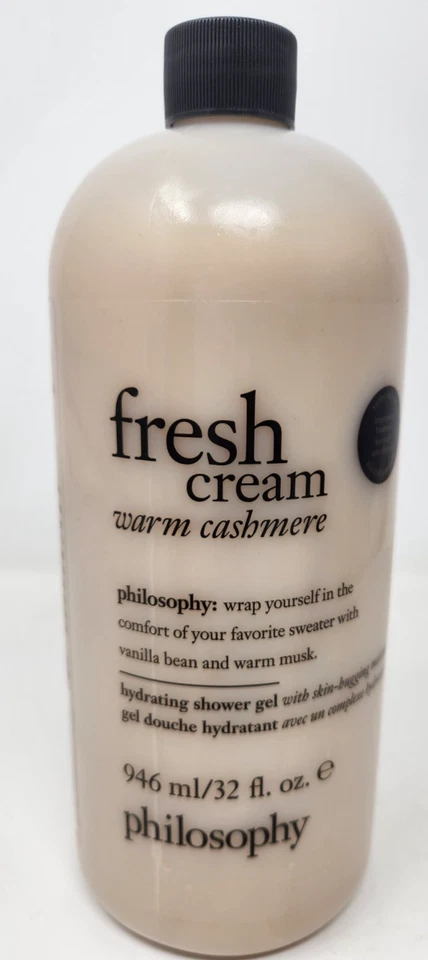 fresh
cream
warm cashmere
philosophy: wrap yourself in the
comfort of your favorite sweater with
vanilla bean and warm musk.
hydrating shower gel with skin-hugging
gel douche hydratant avec un complexe
946 ml/32 fl. oz. ℮
philosophy